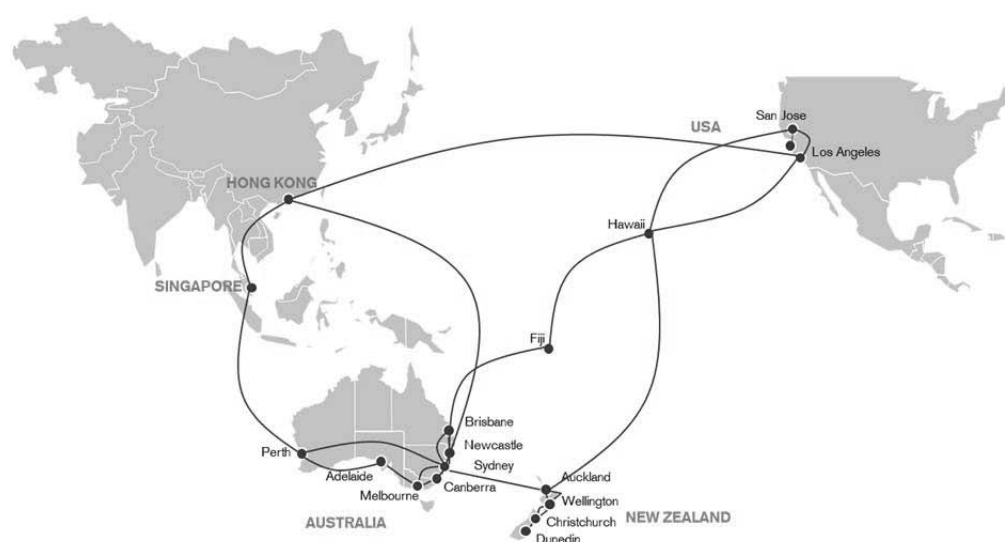 San Jose
USA
Los Angeles
HONG KONG
Hawaii
SINGAPORE
Fiji
Brisbane
Newcastle
Perth
Sydney
Adelaide
Auckland
Melbourne
Canberra
Wellington
AUSTRALIA
Christchurch
NEW ZEALAND
Dunedin